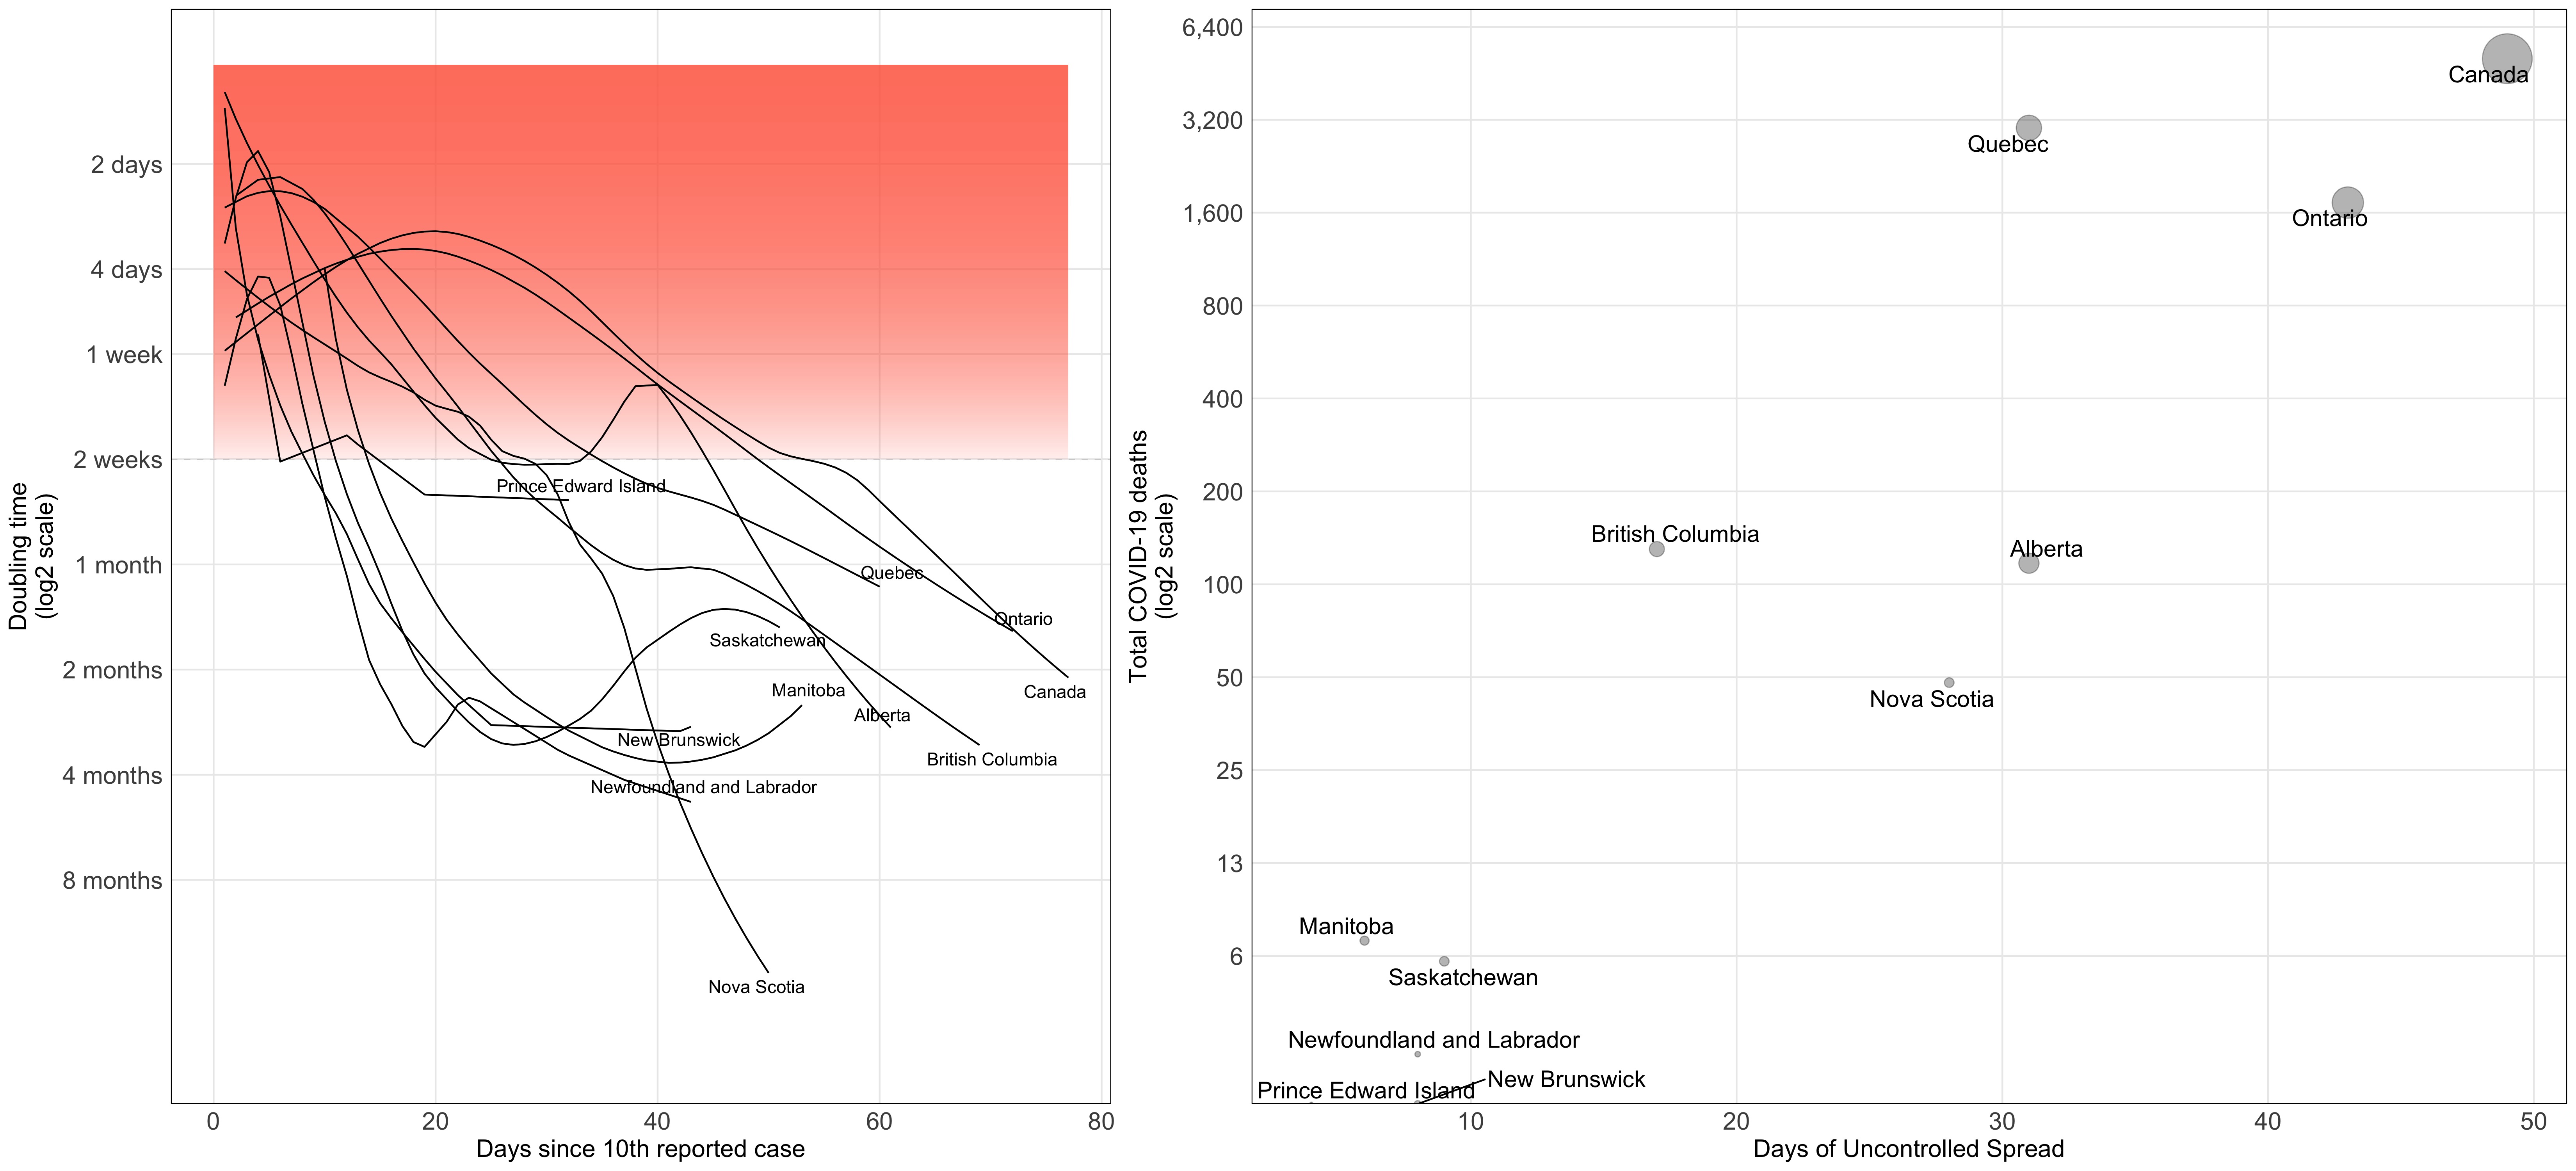 Doubling time
(log2 scale)
2 days
4 days
1 week
2 weeks
1 month
2 months
4 months
8 months
Prince Edward Island
Quebec
Ontario
Saskatchewan
Canada
Manitoba
Alberta
New Brunswick
British Columbia
Newfoundland and Labrador
Nova Scotia
0
20
40
60
80
Days since 10th reported case
Total COVID-19 deaths
(log2 scale)
6,400
3,200
1,600
800
400
200
100
50
25
13
6
Canada
Quebec
Ontario
British Columbia
Alberta
Nova Scotia
Manitoba
Saskatchewan
Newfoundland and Labrador
New Brunswick
Prince Edward Island
10
20
30
40
50
Days of Uncontrolled Spread